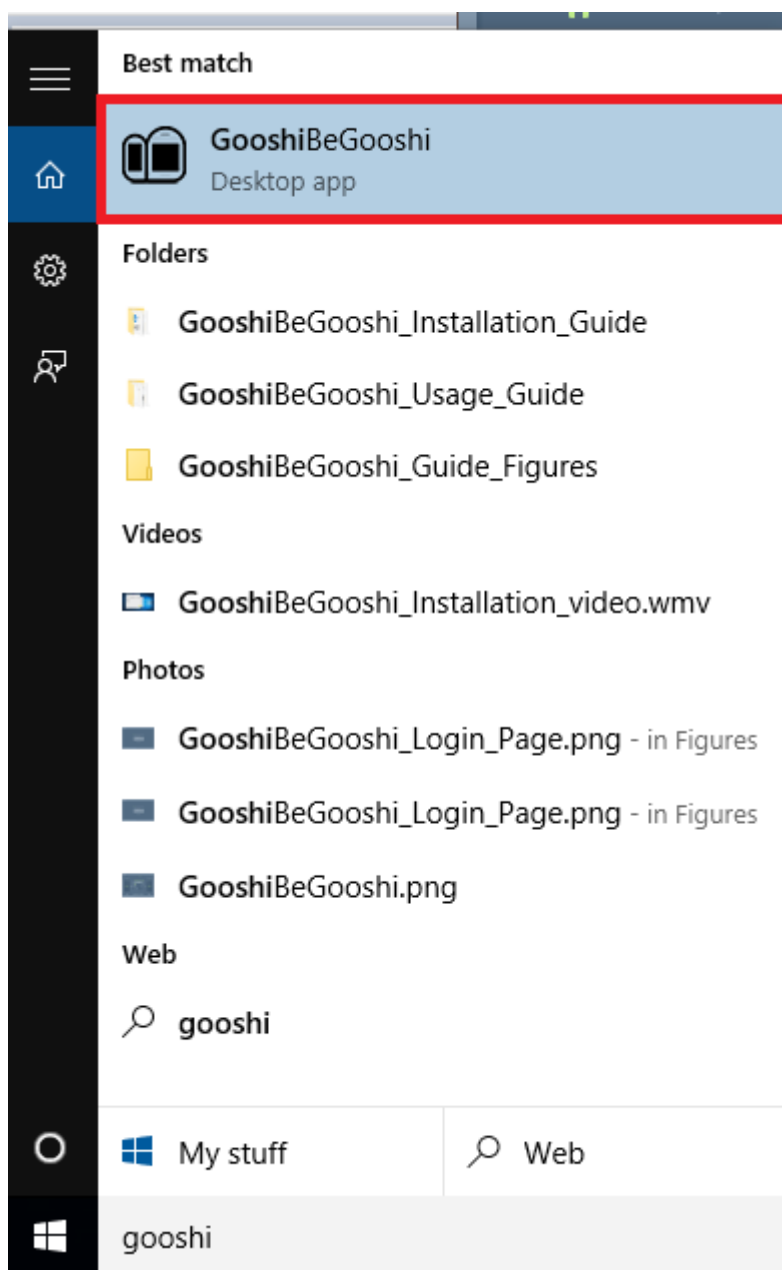 Best match
GooshiBeGooshi
Desktop app
Folders
GooshiBeGooshi_Installation_Guide
GooshiBeGooshi_Usage_Guide
GooshiBeGooshi_Guide_Figures
Videos
GooshiBeGooshi_Installation_video.wmv
Photos
GooshiBeGooshi_Login_Page.png - in Figures
GooshiBeGooshi_Login_Page.png - in Figures
GooshiBeGooshi.png
Web
gooshi
My stuff Web
gooshi